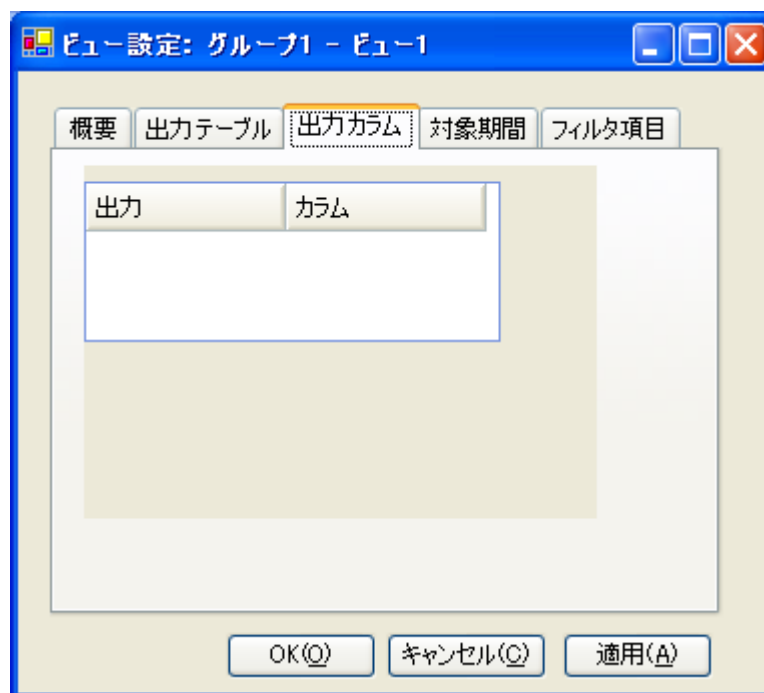 ビュー設定: グループ1 - ビュー1
概要 出力テーブル 出力カラム 対象期間 フィルタ項目
出力 カラム
OK(O) キャンセル(C) 適用(A)